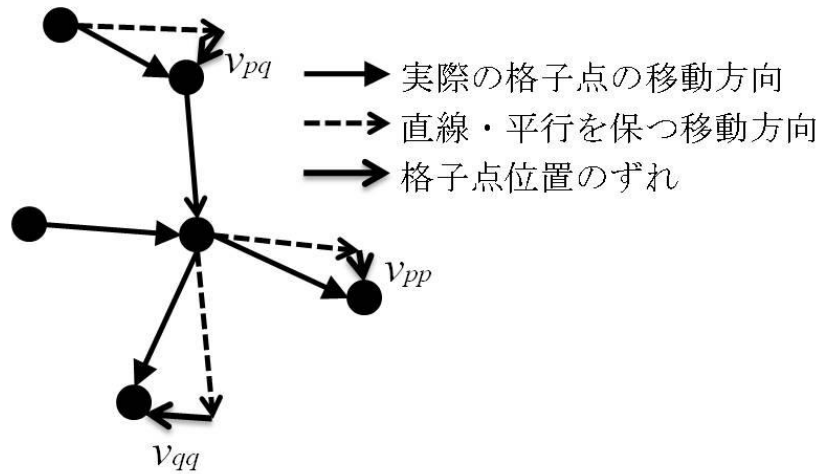 v_pq
実際の格子点の移動方向
直線・平行を保つ移動方向
格子点位置のずれ
v_pp
v_qq